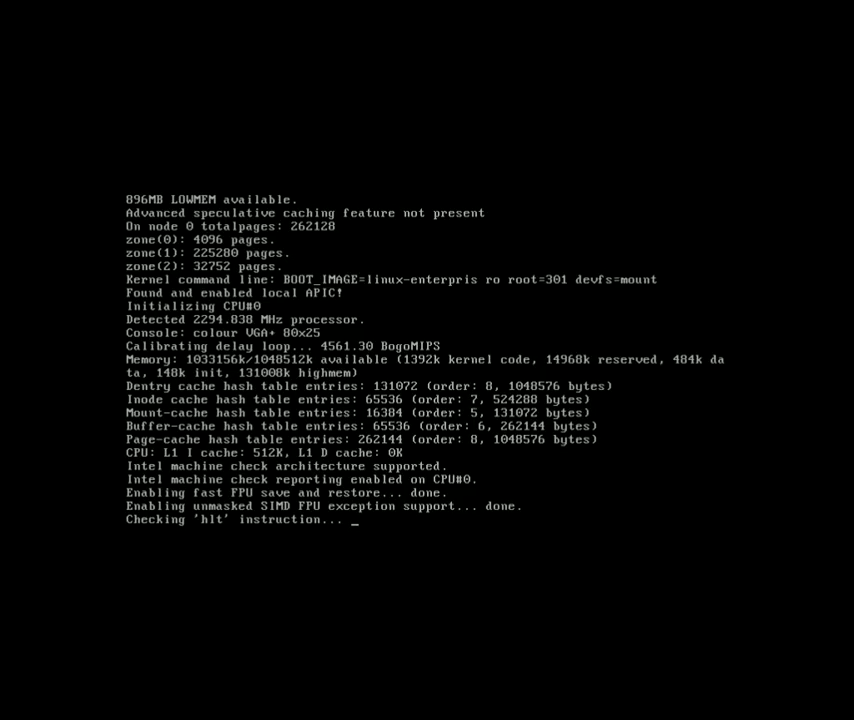 896MB LOWMEM available.
Advanced speculative caching feature not present
On node 0 totalpages: 262128
zone(0): 4096 pages.
zone(1): 225280 pages.
zone(2): 32752 pages.
Kernel command line: BOOT_IMAGE=linux-enterpris ro root=301 devfs=mount
Found and enabled local APIC!
Initializing CPU#0
Detected 2294.838 MHz processor.
Console: colour VGA+ 80x25
Calibrating delay loop... 4561.30 BogoMIPS
Memory: 1033156k/1048512k available (1392k kernel code, 14968k reserved, 484k da
ta, 148k init, 131008k highmem)
Dentry cache hash table entries: 131072 (order: 8, 1048576 bytes)
Inode cache hash table entries: 65536 (order: 7, 524288 bytes)
Mount-cache hash table entries: 16384 (order: 5, 131072 bytes)
Buffer-cache hash table entries: 65536 (order: 6, 262144 bytes)
Page-cache hash table entries: 262144 (order: 8, 1048576 bytes)
CPU: L1 I cache: 512K, L1 D cache: 0K
Intel machine check architecture supported.
Intel machine check reporting enabled on CPU#0.
Enabling fast FPU save and restore... done.
Enabling unmasked SIMD FPU exception support... done.
Checking 'hlt' instruction... _